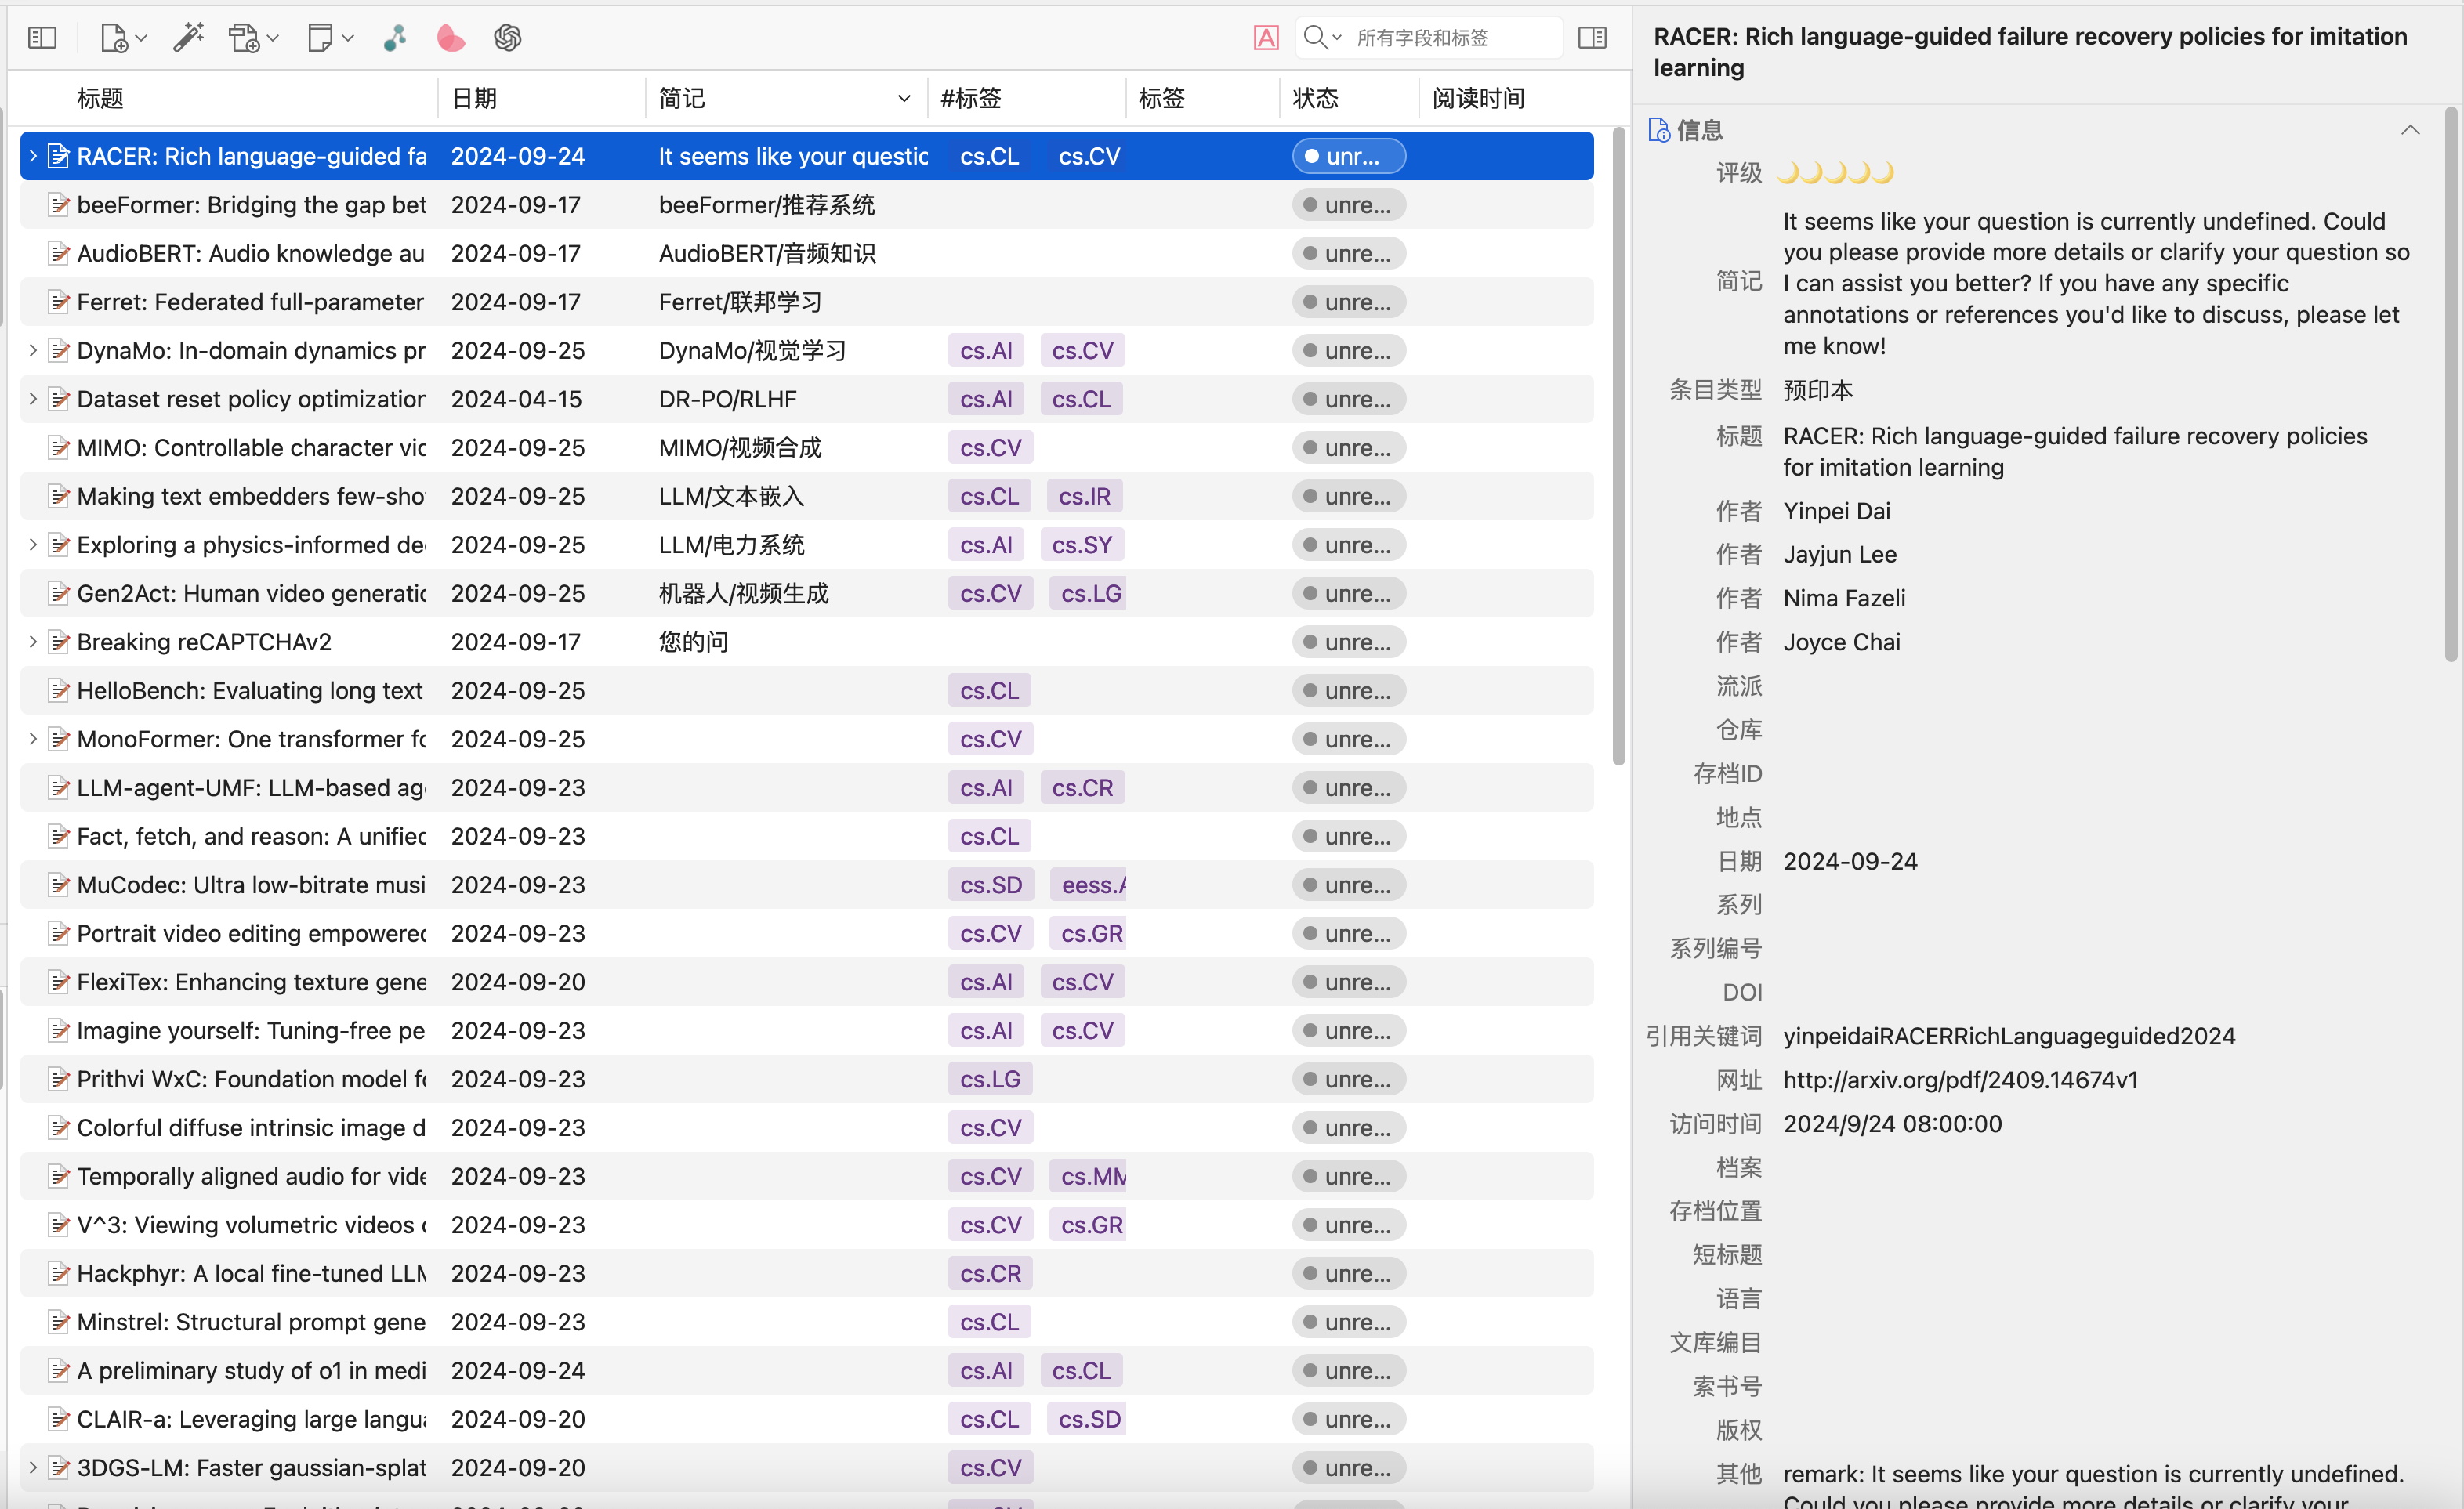 所有字段和标签
标题 日期 简记 #标签 标签 状态 阅读时间
RACER: Rich language-guided fa 2024-09-24 It seems like your questic cs.CL cs.CV unr...
beeFormer: Bridging the gap bet 2024-09-17 beeFormer/推荐系统 unre...
AudioBERT: Audio knowledge au 2024-09-17 AudioBERT/音频知识 unre...
Ferret: Federated full-parameter 2024-09-17 Ferret/联邦学习 unre...
DynaMo: In-domain dynamics pr 2024-09-25 DynaMo/视觉学习 cs.AI cs.CV unre...
Dataset reset policy optimization 2024-04-15 DR-PO/RLHF cs.AI cs.CL unre...
MIMO: Controllable character vic 2024-09-25 MIMO/视频合成 cs.CV unre...
Making text embedders few-sho 2024-09-25 LLM/文本嵌入 cs.CL cs.IR unre...
Exploring a physics-informed de 2024-09-25 LLM/电力系统 cs.AI cs.SY unre...
Gen2Act: Human video generatic 2024-09-25 机器人/视频生成 cs.CV cs.LG unre...
Breaking reCAPTCHAv2 2024-09-17 您的问 unre...
HelloBench: Evaluating long text 2024-09-25 cs.CL unre...
MonoFormer: One transformer fo 2024-09-25 cs.CV unre...
LLM-agent-UMF: LLM-based ag 2024-09-23 cs.AI cs.CR unre...
Fact, fetch, and reason: A unified 2024-09-23 cs.CL unre...
MuCodec: Ultra low-bitrate musi 2024-09-23 cs.SD eess.A unre...
Portrait video editing empowered 2024-09-23 cs.CV cs.GR unre...
FlexiTex: Enhancing texture gene 2024-09-20 cs.AI cs.CV unre...
Imagine yourself: Tuning-free pe 2024-09-23 cs.AI cs.CV unre...
Prithvi WxC: Foundation model fo 2024-09-23 cs.LG unre...
Colorful diffuse intrinsic image d 2024-09-23 cs.CV unre...
Temporally aligned audio for vide 2024-09-23 cs.CV cs.MM unre...
V^3: Viewing volumetric videos o 2024-09-23 cs.CV cs.GR unre...
Hackphyr: A local fine-tuned LLM 2024-09-23 cs.CR unre...
Minstrel: Structural prompt gene 2024-09-23 cs.CL unre...
A preliminary study of o1 in medi 2024-09-24 cs.AI cs.CL unre...
CLAIR-a: Leveraging large langua 2024-09-20 cs.CL cs.SD unre...
3DGS-LM: Faster gaussian-splat 2024-09-20 cs.CV unre...
RACER: Rich language-guided failure recovery policies for imitation
learning
信息
评级 🌙🌙🌙🌙🌙
简记 It seems like your question is currently undefined. Could
you please provide more details or clarify your question so
I can assist you better? If you have any specific
annotations or references you'd like to discuss, please let
me know!
条目类型 预印本
标题 RACER: Rich language-guided failure recovery policies
for imitation learning
作者 Yinpei Dai
作者 Jayjun Lee
作者 Nima Fazeli
作者 Joyce Chai
流派
仓库
存档ID
地点
日期 2024-09-24
系列
系列编号
DOI
引用关键词 yinpeidaiRACERRichLanguageguided2024
网址 http://arxiv.org/pdf/2409.14674v1
访问时间 2024/9/24 08:00:00
档案
存档位置
短标题
语言
文库编目
索书号
版权
其他 remark: It seems like your question is currently undefined.
Could you please provide more details or clarify your